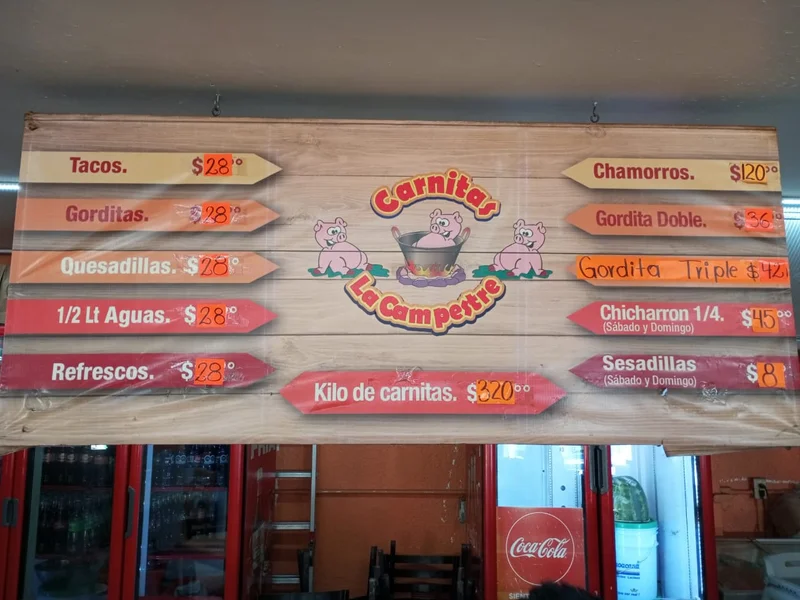 Tacos. $28°°
Gorditas. $28°°
Quesadillas. $28°°
1/2 Lt Aguas. $28°°
Refrescos. $28°°
Carnitas
La Campestre
Kilo de carnitas. $320°°
Chamorros. $120°°
Gordita Doble. $36°°
Gordita Triple $42
Chicharron 1/4. $45
(Sábado y Domingo)
Sesadillas $8
(Sábado y Domingo)
Coca-Cola